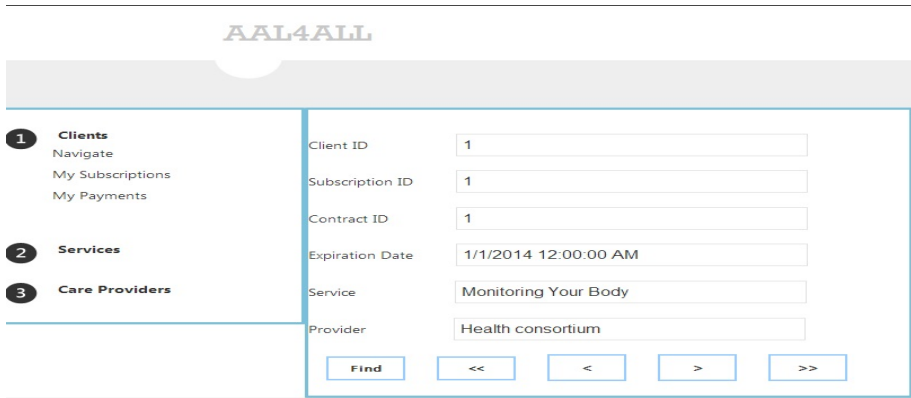 AAL4ALL
1 Clients
Navigate
My Subscriptions
My Payments
2 Services
3 Care Providers
Client ID 1
Subscription ID 1
Contract ID 1
Expiration Date 1/1/2014 12:00:00 AM
Service Monitoring Your Body
Provider Health consortium
Find << < > >>